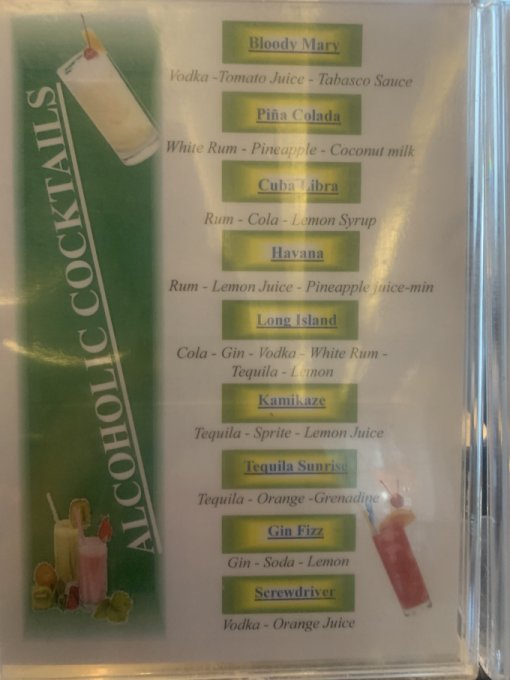 ALCOHOLIC COCKTAILS
Bloody Mary
Vodka -Tomato Juice - Tabasco Sauce
Piña Colada
White Rum - Pineapple - Coconut milk
Cuba Libra
Rum - Cola - Lemon Syrup
Havana
Rum - Lemon Juice - Pineapple juice-min
Long Island
Cola - Gin - Vodka - White Rum -
Tequila - Lemon
Kamikaze
Tequila - Sprite - Lemon Juice
Tequila Sunrise
Tequila - Orange -Grenadine
Gin Fizz
Gin - Soda - Lemon
Screwdriver
Vodka - Orange Juice